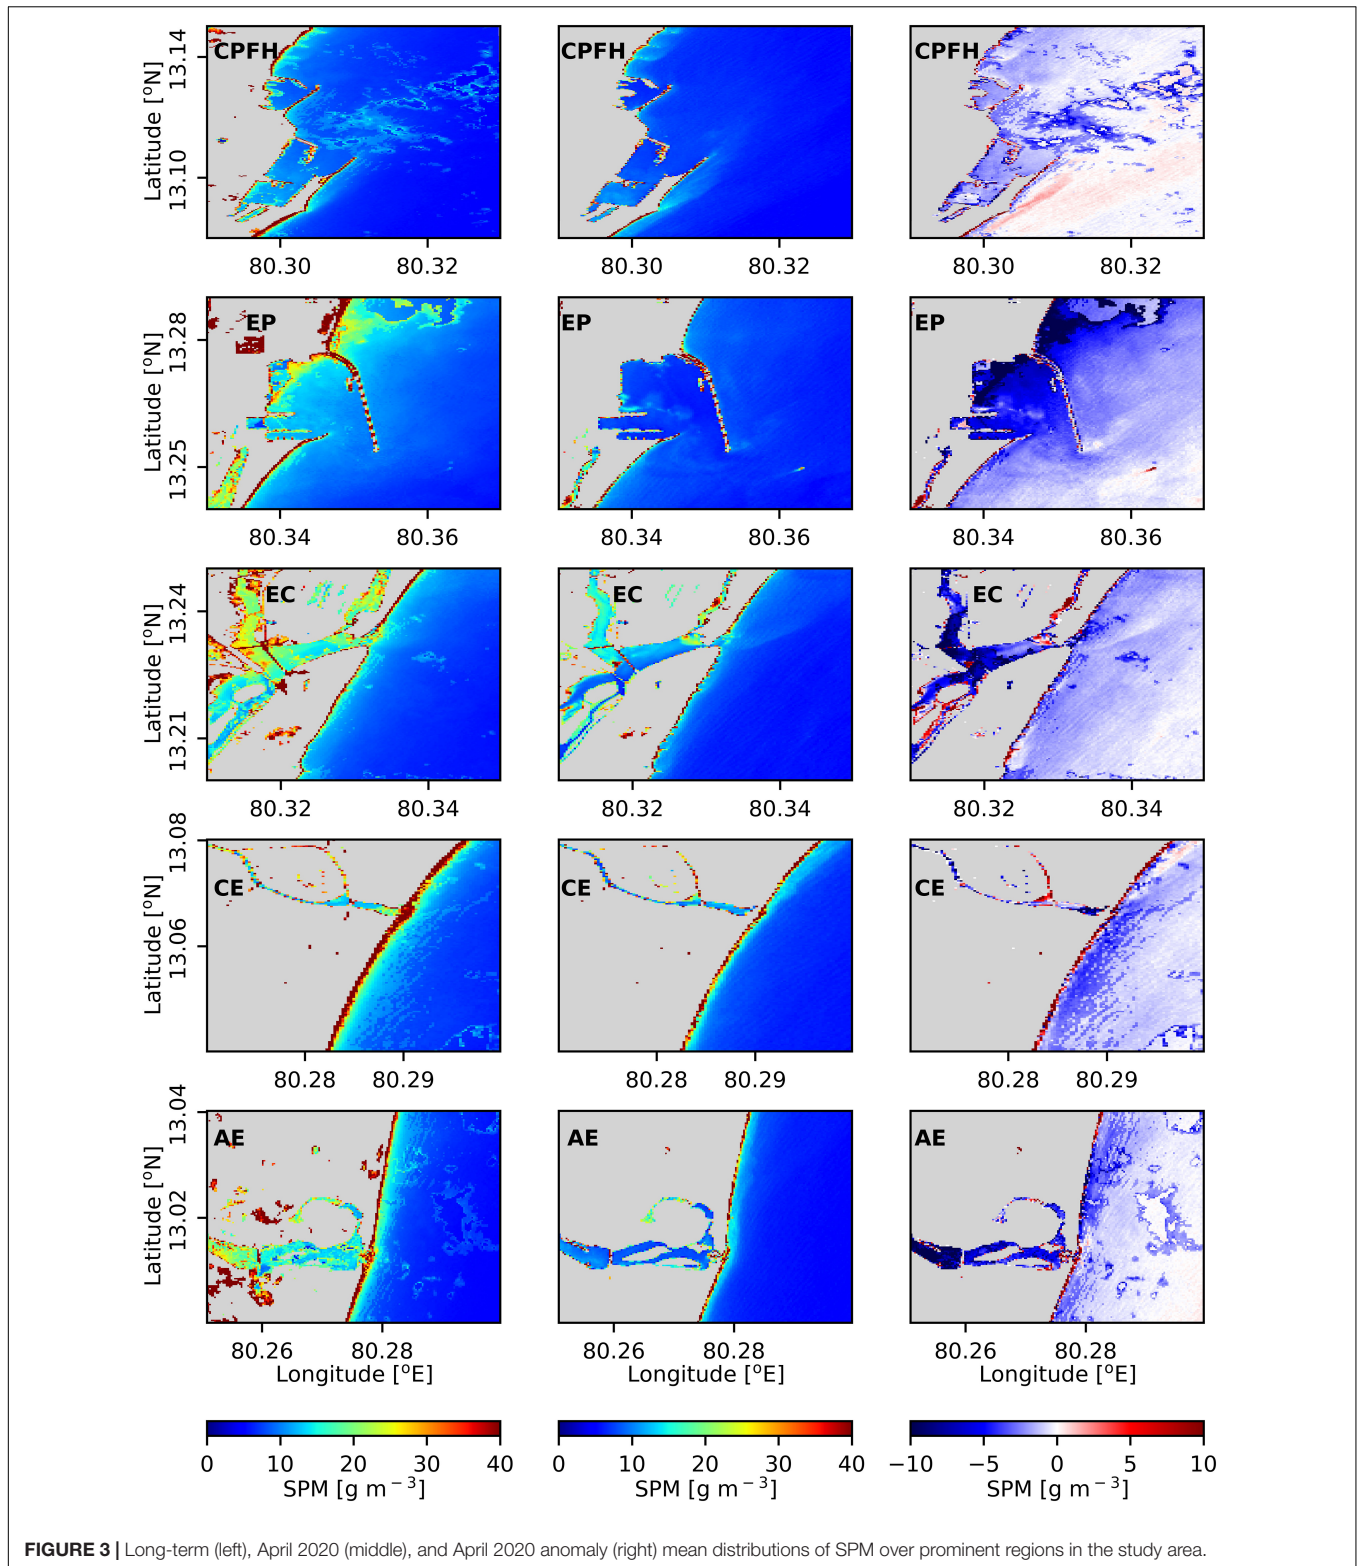 CPFH CPFH CPFH
Latitude [°N]
13.14
13.10
80.30 80.32 80.30 80.32 80.30 80.32
EP EP EP
Latitude [°N]
13.28
13.25
80.34 80.36 80.34 80.36 80.34 80.36
EC EC EC
Latitude [°N]
13.24
13.21
80.32 80.34 80.32 80.34 80.32 80.34
CE CE CE
Latitude [°N]
13.08
13.06
80.28 80.29 80.28 80.29 80.28 80.29
AE AE AE
Latitude [°N]
13.04
13.02
80.26 80.28 80.26 80.28 80.26 80.28
Longitude [°E] Longitude [°E] Longitude [°E]
0 10 20 30 40 0 10 20 30 40 −10 −5 0 5 10
SPM [g m⁻³] SPM [g m⁻³] SPM [g m⁻³]
FIGURE 3 | Long-term (left), April 2020 (middle), and April 2020 anomaly (right) mean distributions of SPM over prominent regions in the study area.